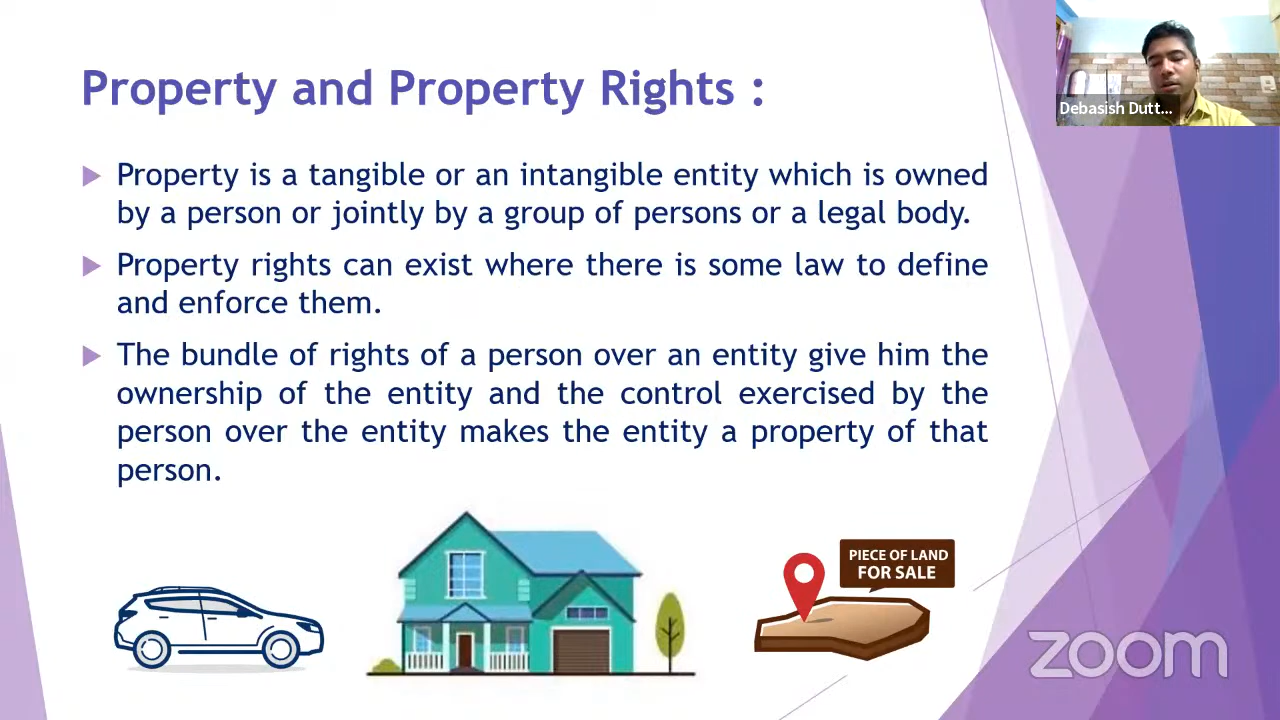 Property and Property Rights :
Debasish Dutt...
Property is a tangible or an intangible entity which is owned
by a person or jointly by a group of persons or a legal body.
Property rights can exist where there is some law to define
and enforce them.
The bundle of rights of a person over an entity give him the
ownership of the entity and the control exercised by the
person over the entity makes the entity a property of that
person.
PIECE OF LAND
FOR SALE
zoom